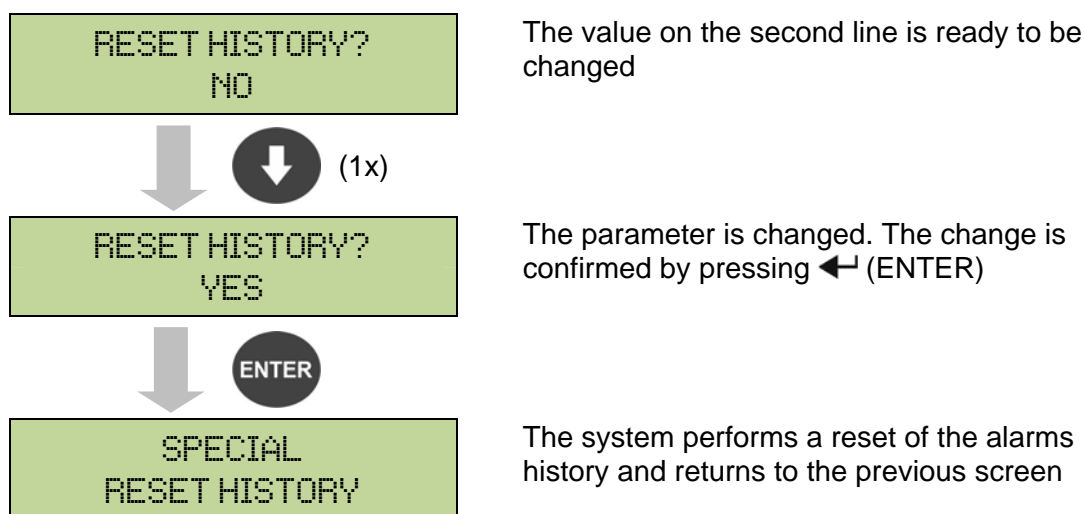 RESET HISTORY?
NO
The value on the second line is ready to be
changed
(1x)
RESET HISTORY?
YES
The parameter is changed. The change is
confirmed by pressing (ENTER)
ENTER
SPECIAL
RESET HISTORY
The system performs a reset of the alarms
history and returns to the previous screen